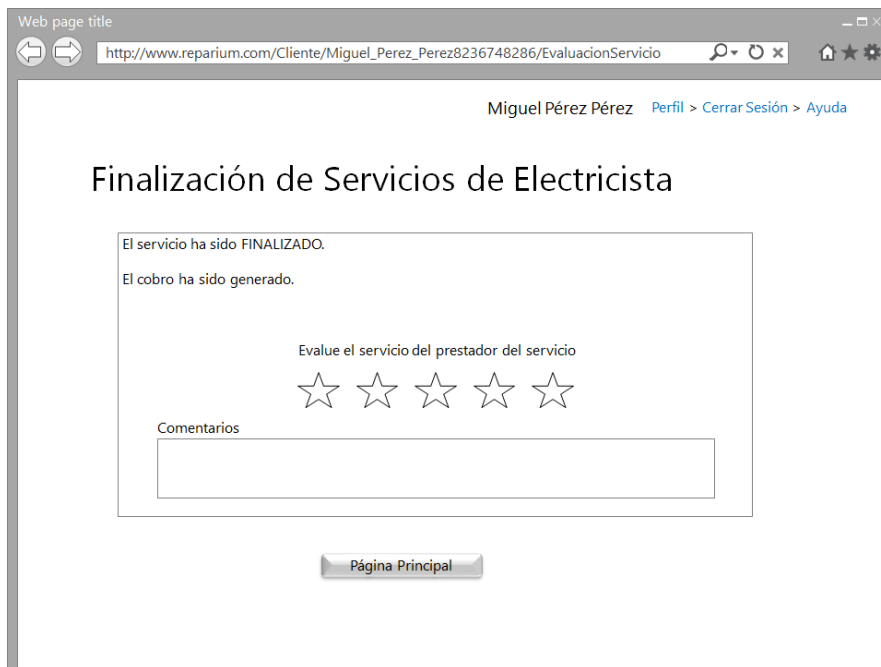 Web page title
http://www.reparium.com/Cliente/Miguel_Perez_Perez8236748286/EvaluacionServicio
Miguel Pérez Pérez Perfil > Cerrar Sesión > Ayuda
Finalización de Servicios de Electricista
El servicio ha sido FINALIZADO.
El cobro ha sido generado.
Evalue el servicio del prestador del servicio
Comentarios
Página Principal